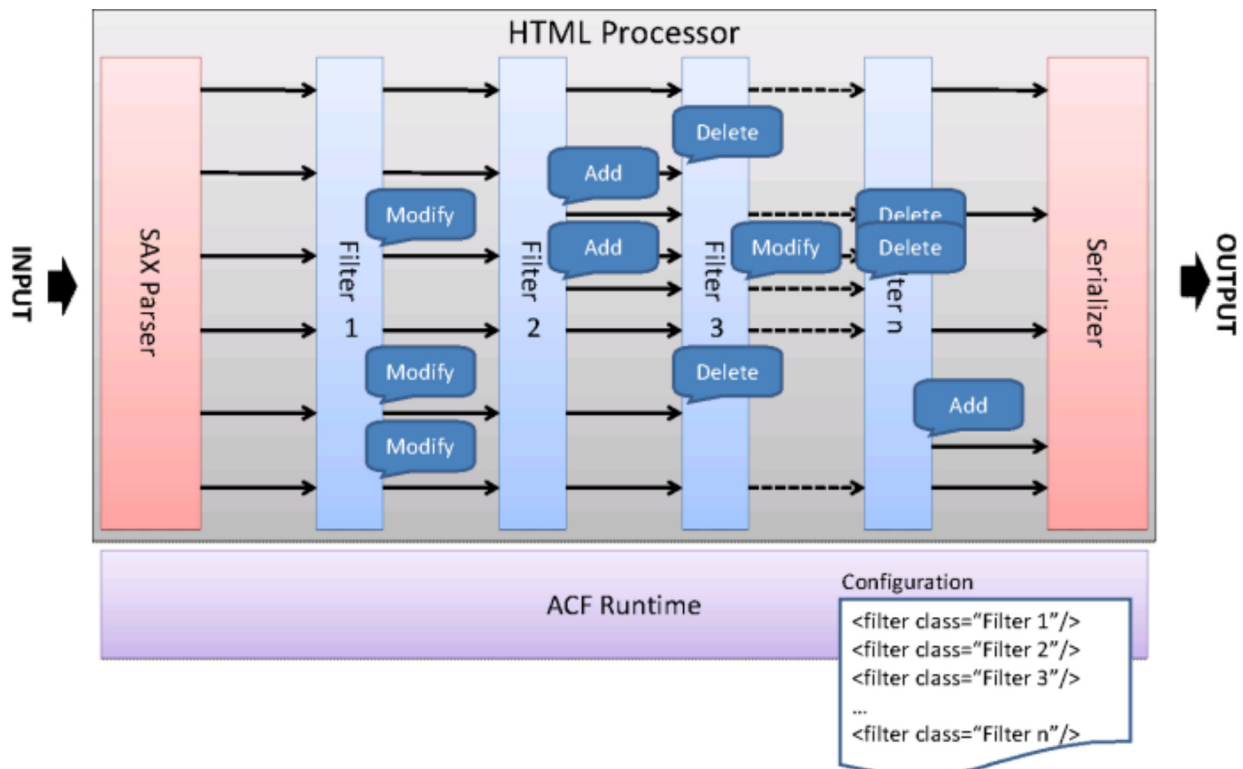 HTML Processor
INPUT
SAX Parser
Filter 1
Modify
Modify
Modify
Filter 2
Add
Add
Filter 3
Delete
Modify
Delete
Delete
Delete
lter n
Add
Serializer
OUTPUT
ACF Runtime
Configuration
<filter class=“Filter 1”/>
<filter class=“Filter 2”/>
<filter class=“Filter 3”/>
...
<filter class=“Filter n”/>